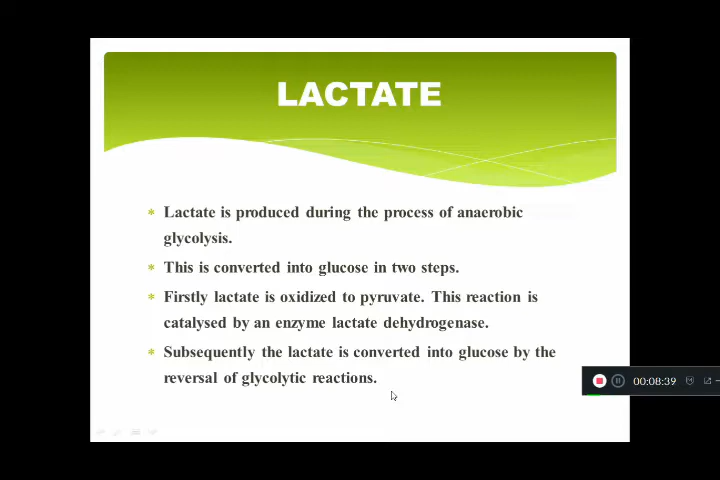 LACTATE
* Lactate is produced during the process of anaerobic
glycolysis.
* This is converted into glucose in two steps.
* Firstly lactate is oxidized to pyruvate. This reaction is
catalysed by an enzyme lactate dehydrogenase.
* Subsequently the lactate is converted into glucose by the
reversal of glycolytic reactions.
00:08:39